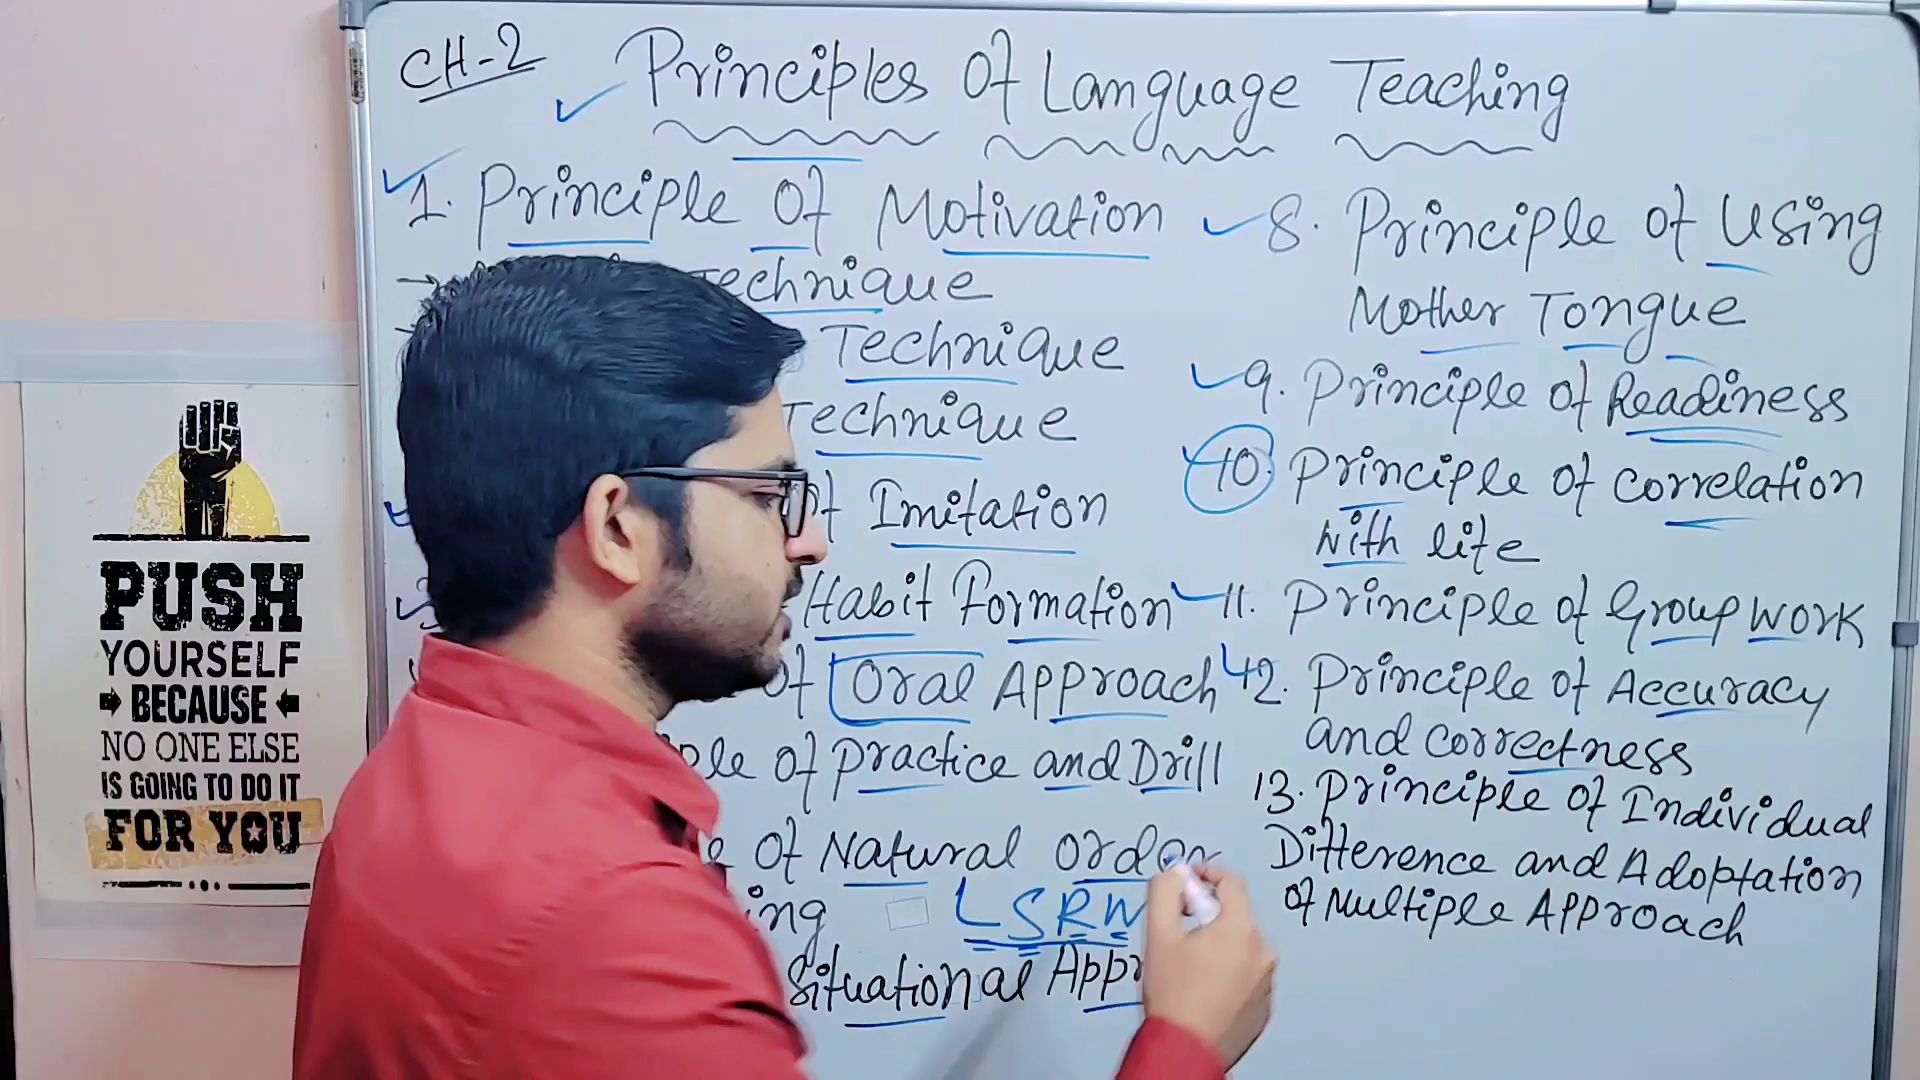 CH-2 Principles Of Language Teaching
1. Principle Of Motivation
Technique
Technique
Technique
of Imitation
Habit Formation
of Oral Approach
of Practice and Drill
of Natural Order
LSRW
Situational
8. Principle of Using
Mother Tongue
9. Principle of Readiness
10. Principle of Correlation
with life
11. Principle of Group Work
12. Principle of Accuracy
and correctness
13. Principle of Individual
Difference and Adoptation
of Multiple Approach
PUSH
YOURSELF
BECAUSE
NO ONE ELSE
IS GOING TO DO IT
FOR YOU